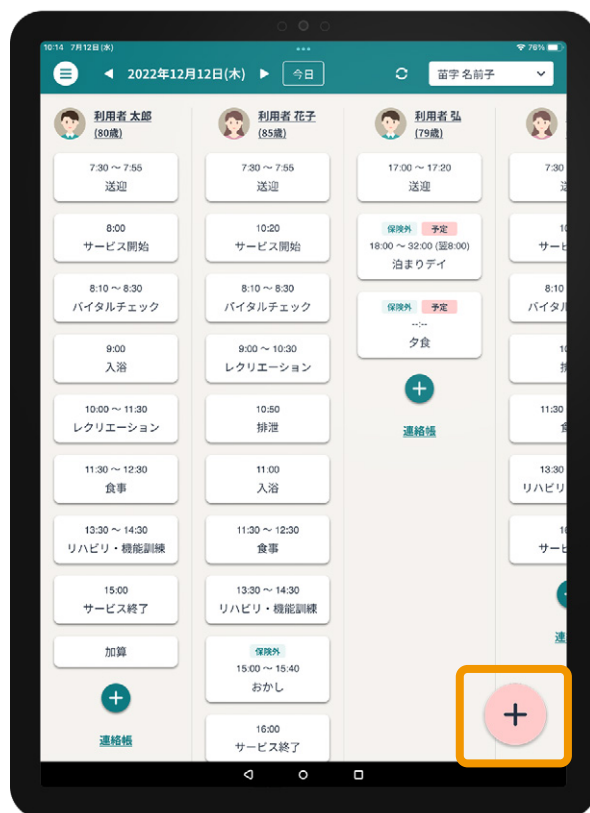 10:14 7月12日(水)
76%
2022年12月12日(木)
今日
苗字 名前子
利用者 太郎
(80歳)
7:30 ~ 7:55
送迎
8:00
サービス開始
8:10 ~ 8:30
バイタルチェック
9:00
入浴
10:00 ~ 11:30
レクリエーション
11:30 ~ 12:30
食事
13:30 ~ 14:30
リハビリ・機能訓練
15:00
サービス終了
加算
連絡帳
利用者 花子
(85歳)
7:30 ~ 7:55
送迎
10:20
サービス開始
8:10 ~ 8:30
バイタルチェック
9:00 ~ 10:30
レクリエーション
10:50
排泄
11:00
入浴
11:30 ~ 12:30
食事
13:30 ~ 14:30
リハビリ・機能訓練
保険外
15:00 ~ 15:40
おかし
16:00
サービス終了
利用者 弘
(79歳)
17:00 ~ 17:20
送迎
保険外 予定
18:00 ~ 32:00 (翌8:00)
泊まりデイ
保険外 予定
--:--
夕食
連絡帳
7:30
10
サービ
8:10
バイタル
10
11:30
13:30
リハビリ
サービ
連